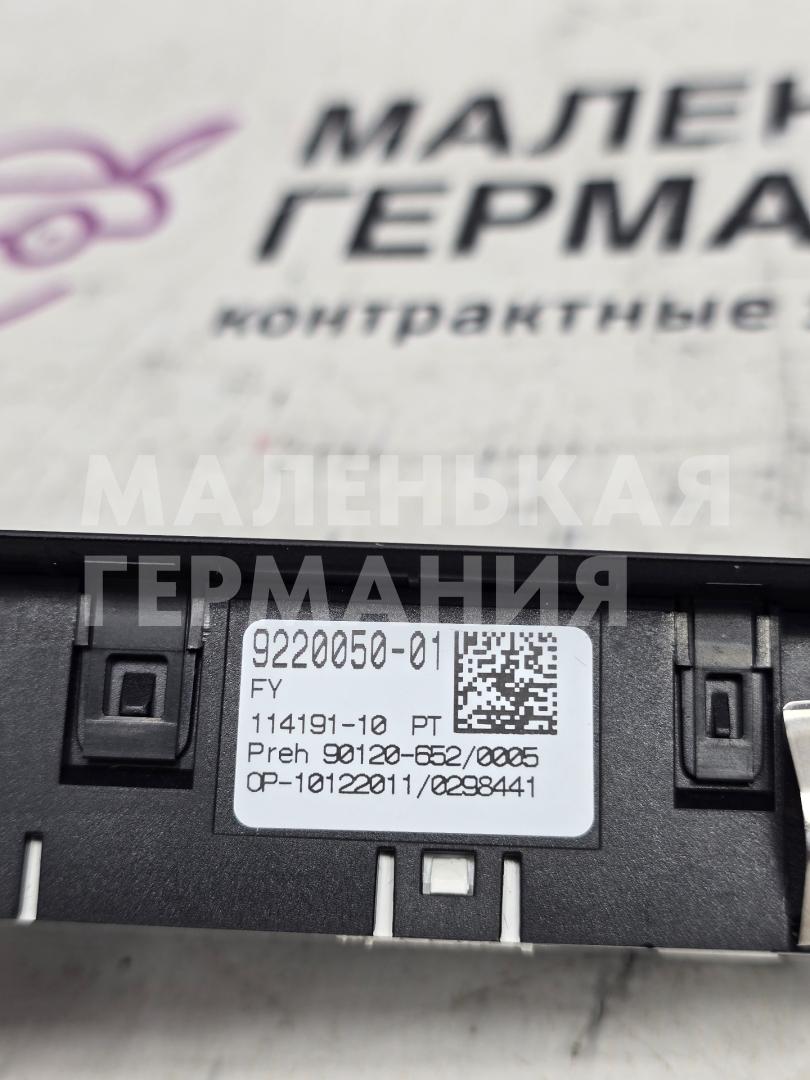 МАЛЕН
ГЕРМА
контрактные
МАЛЕНЬКАЯ
ГЕРМАНИЯ
9220050-01
FY
114191-10 PT
Preh 90120-652/0005
OP-10122011/0298441